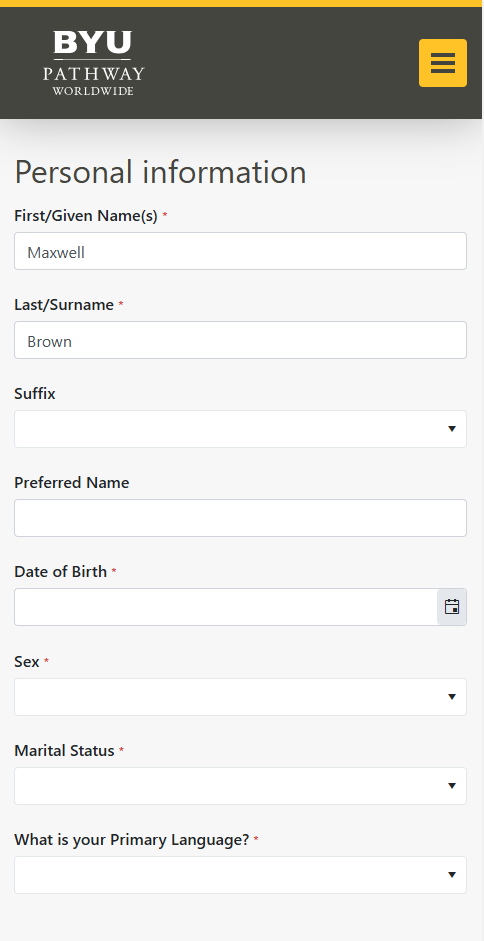 BYU
PATHWAY
WORLDWIDE
Personal information
First/Given Name(s) *
Maxwell
Last/Surname *
Brown
Suffix
Preferred Name
Date of Birth *
Sex *
Marital Status *
What is your Primary Language? *